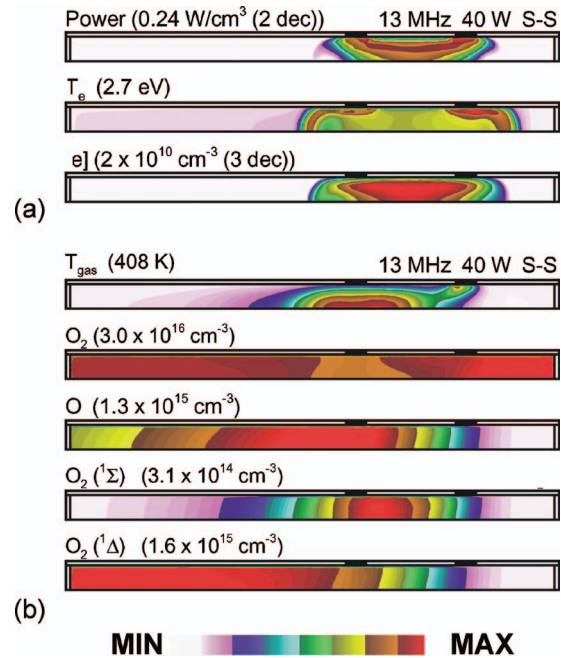 Power (0.24 W/cm³ (2 dec)) 13 MHz 40 W S-S
Tₑ (2.7 eV)
e] (2 x 10¹⁰ cm⁻³ (3 dec))
(a)
T_gas (408 K) 13 MHz 40 W S-S
O₂ (3.0 x 10¹⁶ cm⁻³)
O (1.3 x 10¹⁵ cm⁻³)
O₂ (¹Σ) (3.1 x 10¹⁴ cm⁻³)
O₂ (¹Δ) (1.6 x 10¹⁵ cm⁻³)
(b)
MIN MAX